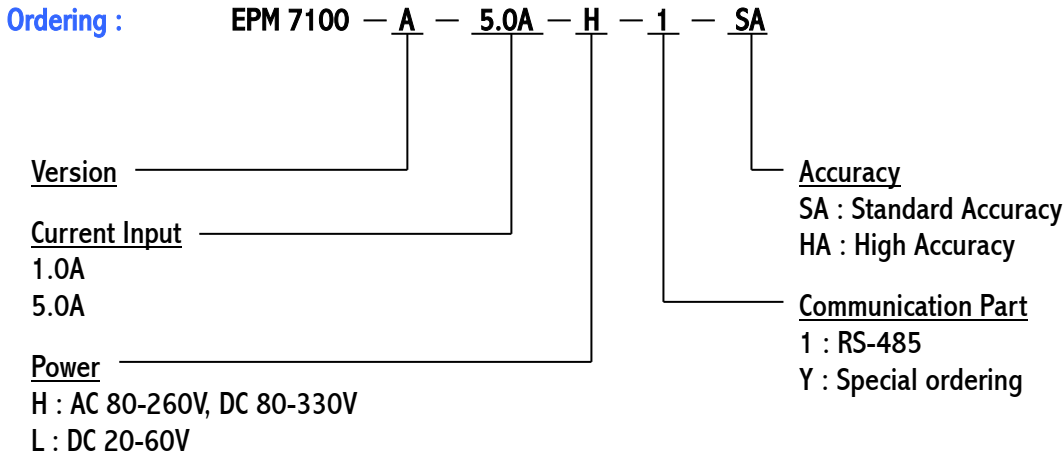 Ordering : EPM 7100 — A — 5.0A — H — 1 — SA
Version
Current Input
1.0A
5.0A
Power
H : AC 80-260V, DC 80-330V
L : DC 20-60V
Accuracy
SA : Standard Accuracy
HA : High Accuracy
Communication Part
1 : RS-485
Y : Special ordering